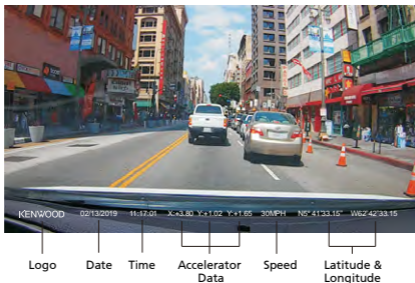 KENWOOD 02/13/2019 11:57:01 X:+3.80 Y:+1.02 Y:+1.65 30MPH N5°41'33.15" W62°42'33.15
Logo Date Time Accelerator Data Speed Latitude & Longitude